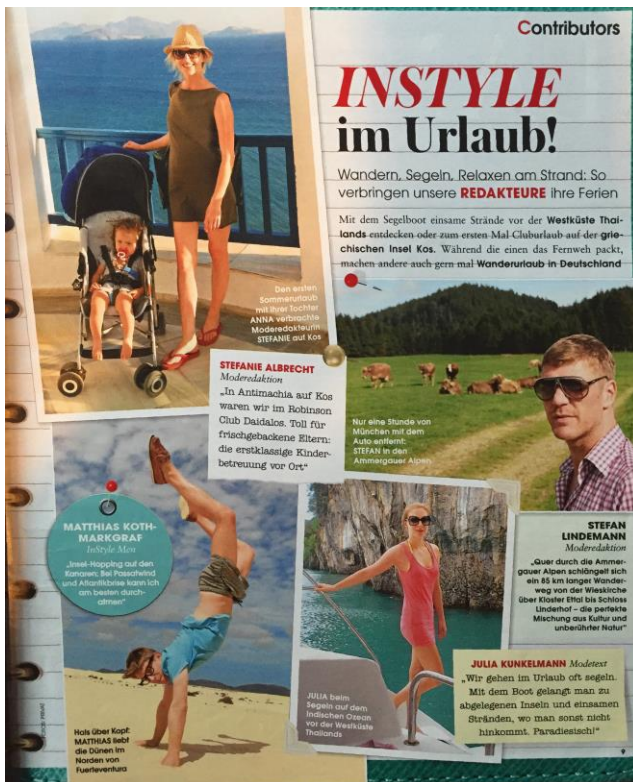 Contributors
INSTYLE
im Urlaub!
Wandern, Segeln, Relaxen am Strand: So
verbringen unsere REDAKTEURE ihre Ferien
Mit dem Segelboot einsame Strände vor der Westküste Thai-
lands entdecken oder zum ersten Mal Cluburlaub auf der grie-
chischen Insel Kos. Während die einen das Fernweh packt,
machen andere auch gern mal Wanderurlaub in Deutschland
Den ersten
Sommerurlaub
mit ihrer Tochter
ANNA verbrachte
Moderedakteurin
STEFANIE auf Kos
STEFANIE ALBRECHT
Moderedaktion
„In Antimachia auf Kos
waren wir im Robinson
Club Daidalos. Toll für
frischgebackene Eltern:
die erstklassige Kinder-
betreuung vor Ort“
Nur eine Stunde von
München mit dem
Auto entfernt:
STEFAN in den
Ammergauer Alpen
MATTHIAS KOTH-
MARKGRAF
InStyle Men
„Insel-Hopping auf den
Kanaren: Bei Passatwind
und Atlantikbrise kann ich
am besten durch-
atmen“
STEFAN
LINDEMANN
Moderedaktion
„Quer durch die Ammer-
gauer Alpen schlängelt sich
ein 85 km langer Wander-
weg von der Wieskirche
über Kloster Ettal bis Schloss
Linderhof – die perfekte
Mischung aus Kultur und
unberührter Natur“
JULIA KUNKELMANN Modetext
„Wir gehen im Urlaub oft segeln.
Mit dem Boot gelangt man zu
abgelegenen Inseln und einsamen
Stränden, wo man sonst nicht
hinkommt. Paradiesisch!“
JULIA beim
Segeln auf dem
Indischen Ozean
vor der Westküste
Thailands
Hals über Kopf:
MATTHIAS liebt
die Dünen im
Norden von
Fuerteventura
9